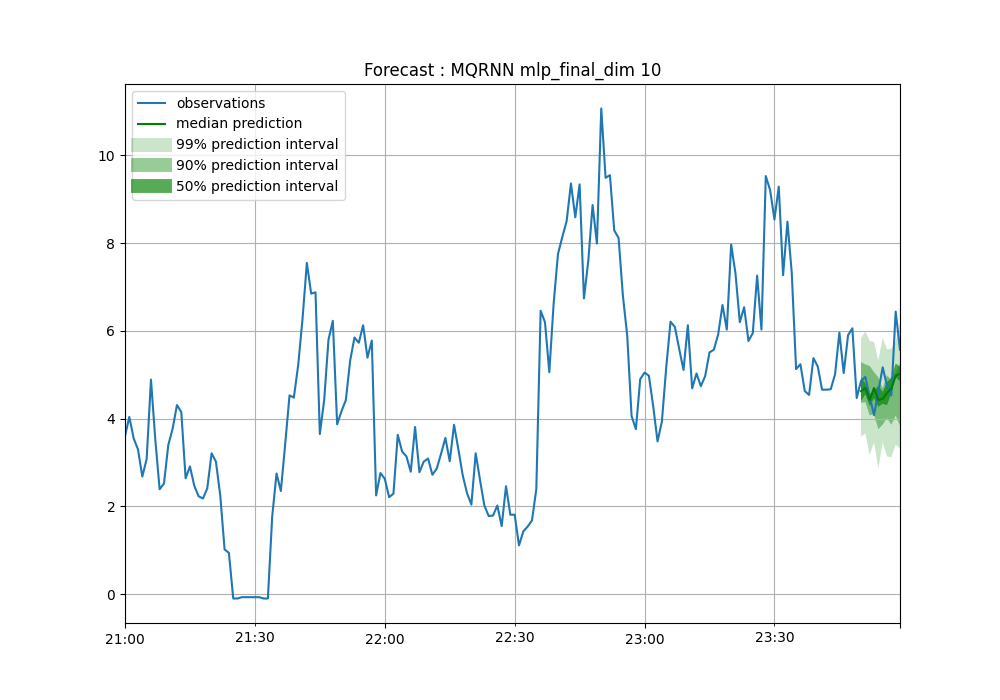 Forecast : MQRNN mlp_final_dim 10
observations
median prediction
99% prediction interval
90% prediction interval
50% prediction interval
10
8
6
4
2
0
21:00
21:30
22:00
22:30
23:00
23:30